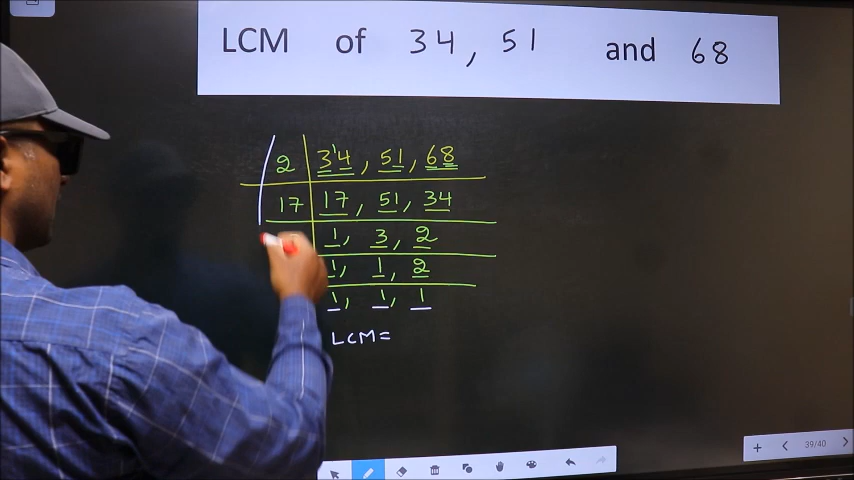 LCM of 34, 51 and 68
2 3¹4, 51, 68
17 17, 51, 34
1, 3, 2
1, 1, 2
1, 1, 1
LCM=
39/40